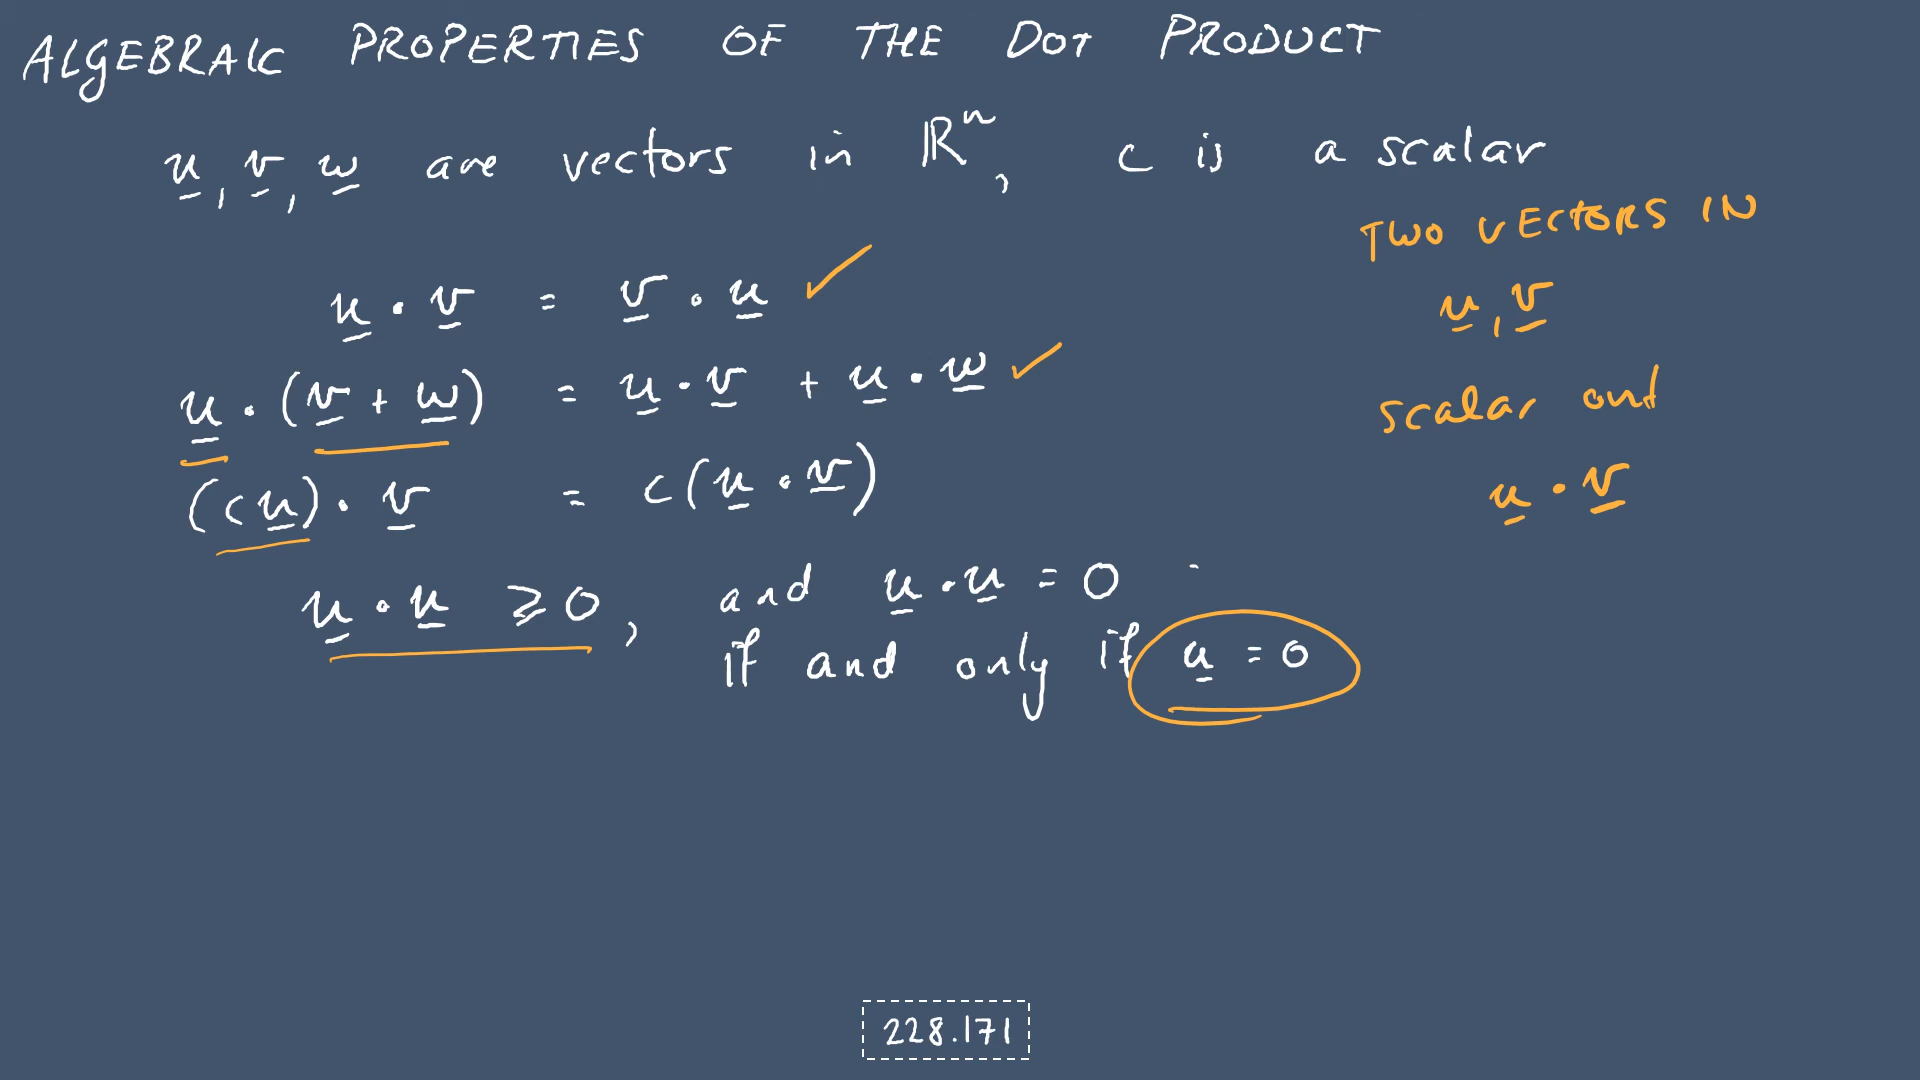 ALGEBRAIC PROPERTIES OF THE DOT PRODUCT
u, v, w are vectors in ℝⁿ, c is a scalar
TWO VECTORS IN
u · v = v · u ✓
u, v
u · (v + w) = u · v + u · w ✓
scalar out
(cu) · v = c(u · v)
u · v
u · u ≥ 0, and u · u = 0
if and only if u = 0
228.171